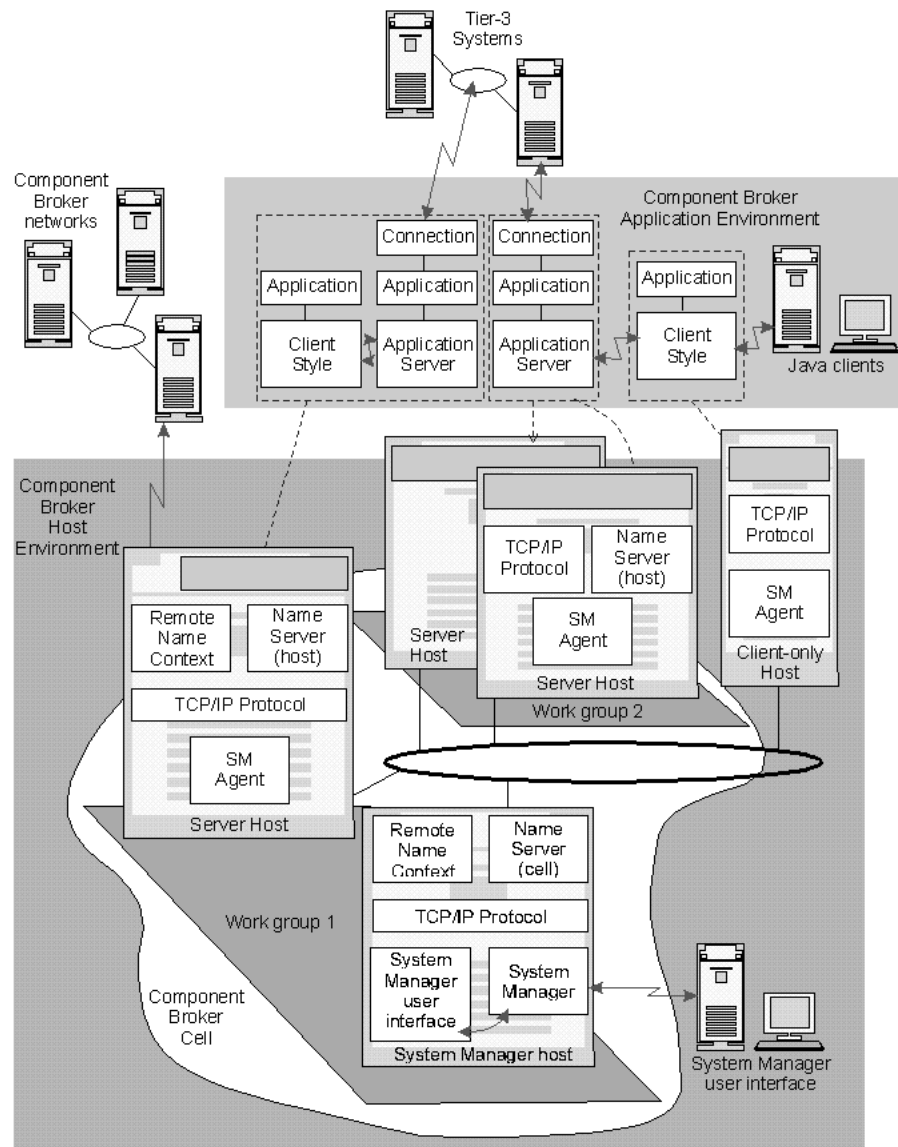 Tier-3
Systems
Component
Broker
networks
Component Broker
Application Environment
Connection
Connection
Application
Application
Application
Application
Client
Style
Application
Server
Application
Server
Client
Style
Java clients
Component
Broker
Host
Environment
TCP/IP
Protocol
Name
Server
(host)
TCP/IP
Protocol
SM
Agent
SM
Agent
Server
Host
Server Host
Client-only
Host
Remote
Name
Context
Name
Server
(host)
TCP/IP Protocol
SM
Agent
Server Host
Work group 2
Remote
Name
Context
Name
Server
(cell)
TCP/IP Protocol
Work group 1
System
Manager
user
interface
System
Manager
System Manager host
Component
Broker
Cell
System Manager
user interface